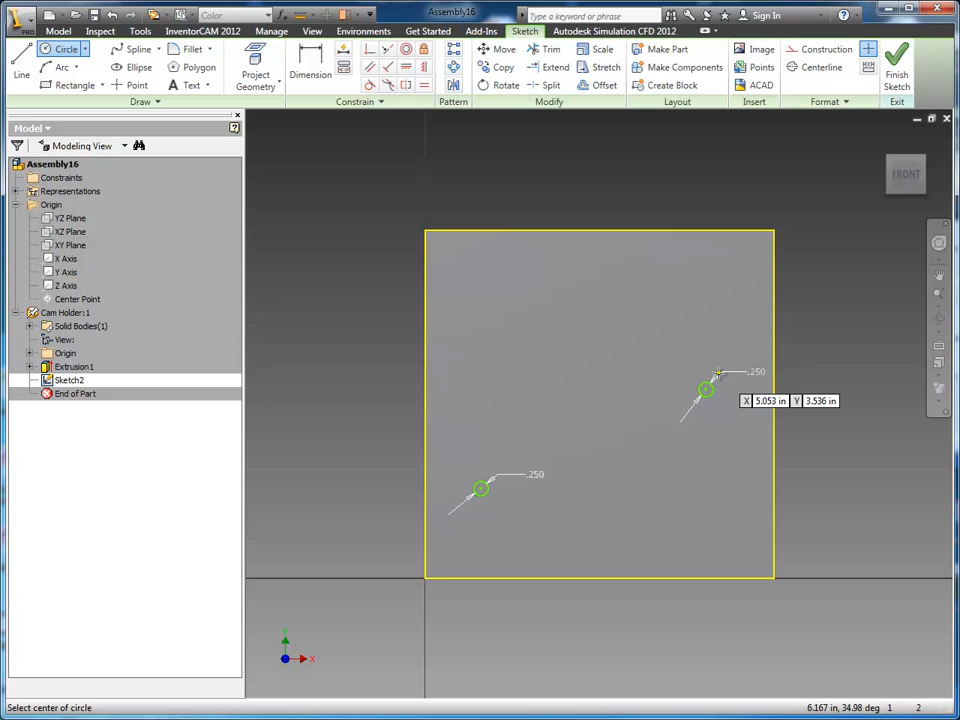 PRO
Color
Assembly16
Type a keyword or phrase
Sign In
Model
Inspect
Tools
InventorCAM 2012
Manage
View
Environments
Get Started
Add-Ins
Sketch
Autodesk Simulation CFD 2012
Line
Circle
Arc
Rectangle
Spline
Ellipse
Point
Fillet
Polygon
Text
Project Geometry
Dimension
Move
Copy
Rotate
Trim
Extend
Split
Scale
Stretch
Offset
Make Part
Make Components
Create Block
Image
Points
ACAD
Construction
Centerline
Finish Sketch
Draw
Constrain
Pattern
Modify
Layout
Insert
Format
Exit
Model
Modeling View
Assembly16
Constraints
Representations
Origin
YZ Plane
XZ Plane
XY Plane
X Axis
Y Axis
Z Axis
Center Point
Cam Holder:1
Solid Bodies(1)
View:
Origin
Extrusion1
Sketch2
End of Part
FRONT
.250
X 5.053 in Y 3.536 in
.250
Y
X
Select center of circle
6.167 in, 34.98 deg 1 2